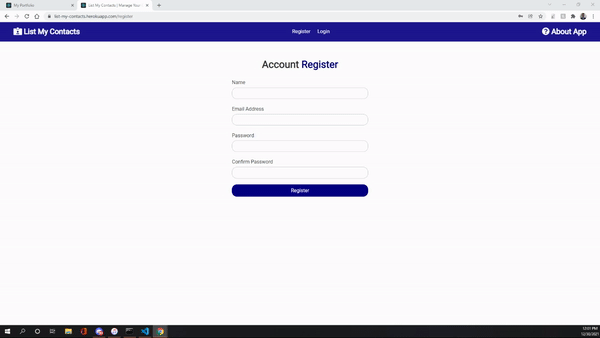 My Portfolio
List My Contacts | Manage Your
list-my-contacts.herokuapp.com/register
List My Contacts
Register
Login
About App
Account Register
Name
Email Address
Password
Confirm Password
Register
12:01 PM
12/30/2021